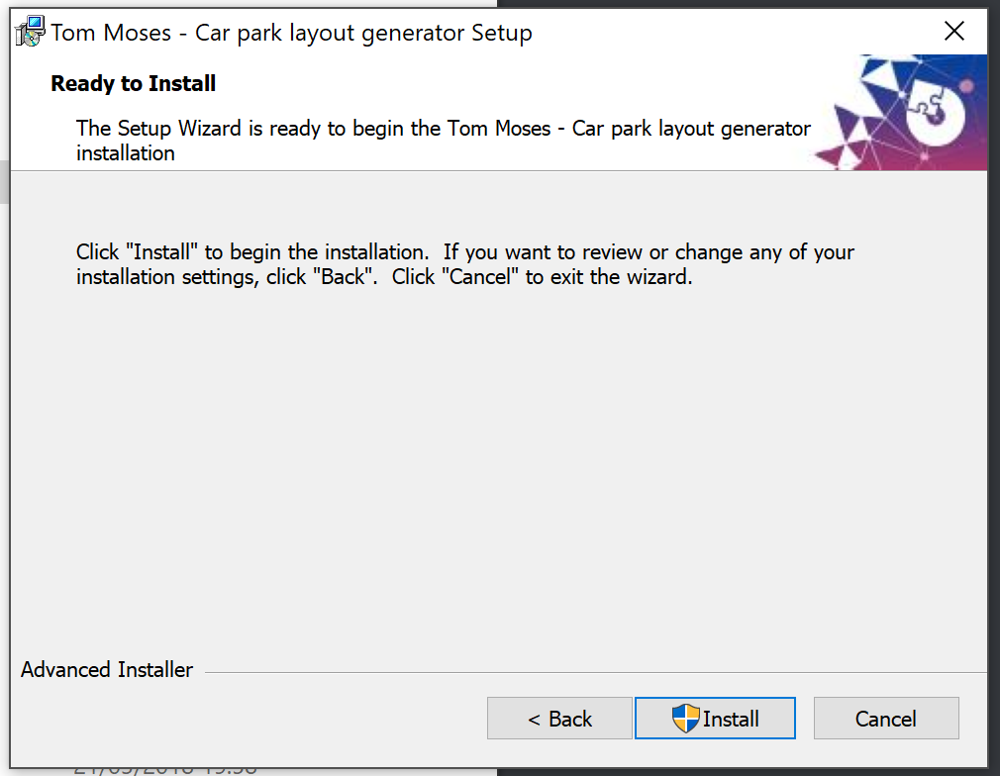 Tom Moses - Car park layout generator Setup
Ready to Install
The Setup Wizard is ready to begin the Tom Moses - Car park layout generator
installation
Click "Install" to begin the installation.  If you want to review or change any of your
installation settings, click "Back".  Click "Cancel" to exit the wizard.
Advanced Installer
< Back
Install
Cancel